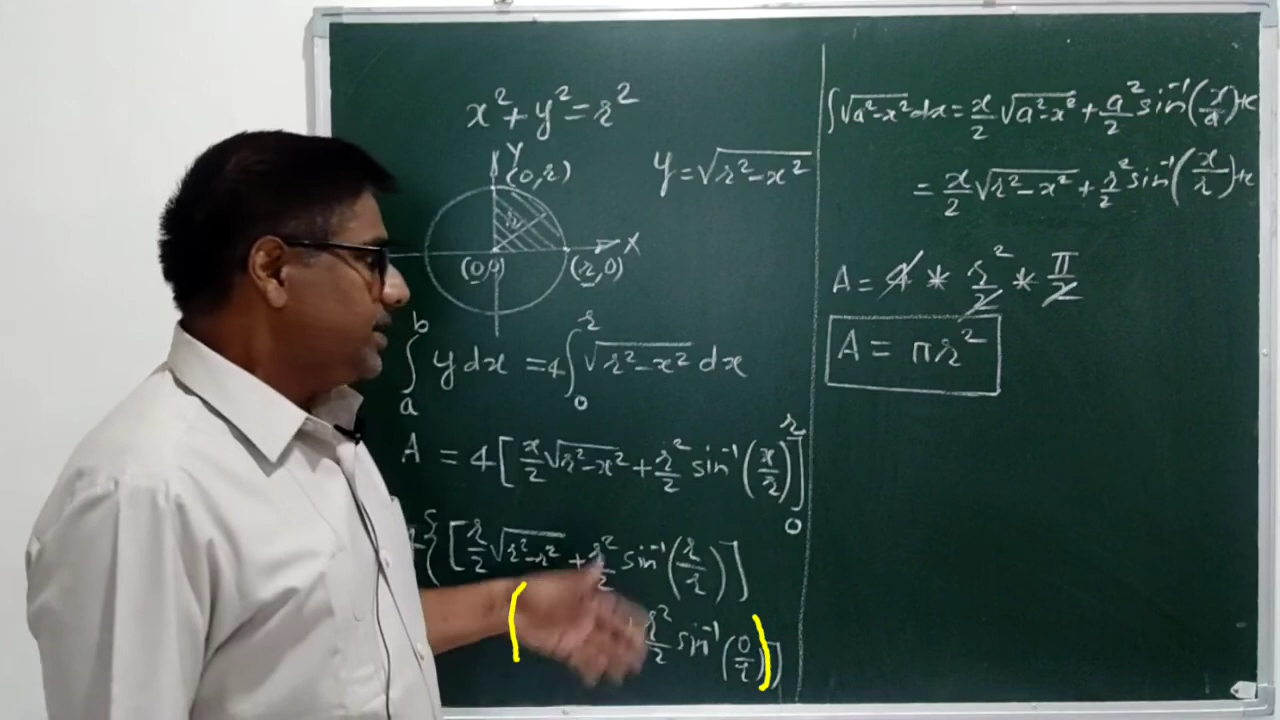 x² + y² = r²
Y
(0, r)
y = √(r² - x²)
r
X
(0,0)
(r, 0)
∫ₐᵇ y dx = 4∫₀ʳ √(r² - x²) dx
A = 4[x/2 √(r² - x²) + r²/2 sin⁻¹(x/r)]₀ʳ
{[r/2 √(r² - r²) + r²/2 sin⁻¹(r/r)]
r²/2 sin⁻¹(0/r)]
∫√(a² - x²) dx = x/2 √(a² - x²) + a²/2 sin⁻¹(x/a) + c
= x/2 √(r² - x²) + r²/2 sin⁻¹(x/r) + c
A = 4 * r²/2 * π/2
A = πr²